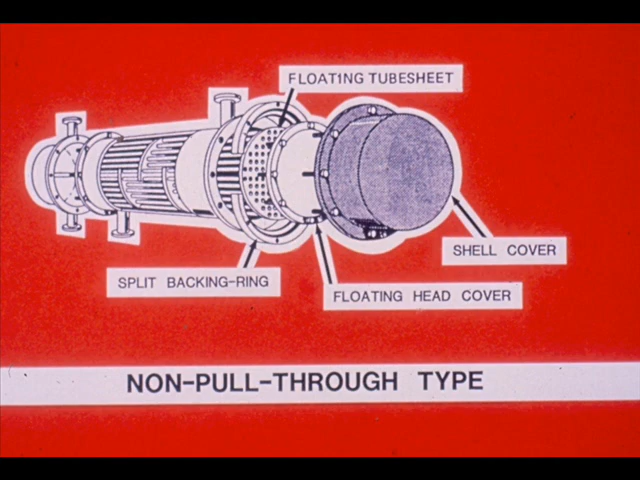 FLOATING TUBESHEET
SHELL COVER
SPLIT BACKING-RING
FLOATING HEAD COVER
NON-PULL-THROUGH TYPE